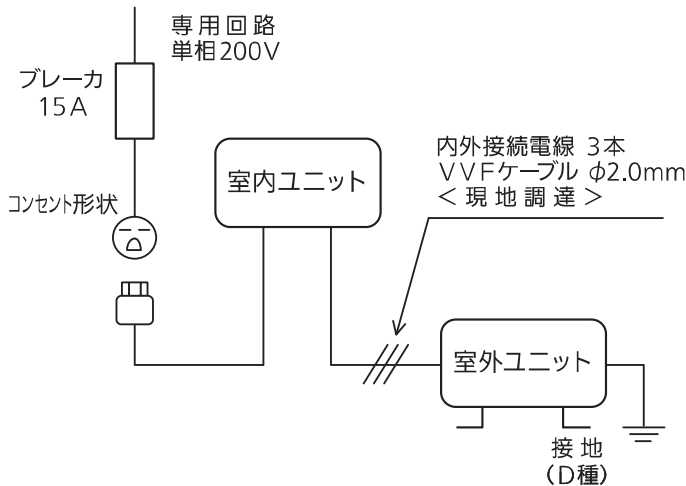 専用回路
単相200V
ブレーカ
15A
コンセント形状
室内ユニット
内外接続電線 3本
VVFケーブル φ2.0mm
<現地調達>
室外ユニット
接地
(D種)